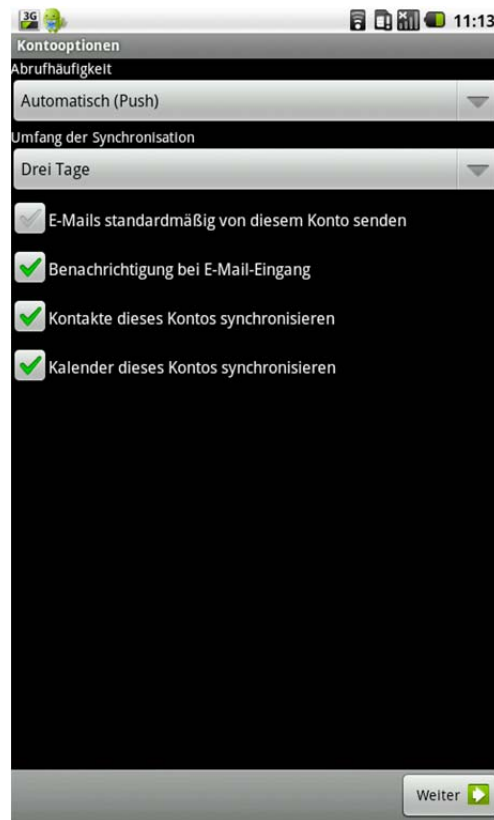 3G 11:13
Kontooptionen
Abrufhäufigkeit
Automatisch (Push)
Umfang der Synchronisation
Drei Tage
E-Mails standardmäßig von diesem Konto senden
Benachrichtigung bei E-Mail-Eingang
Kontakte dieses Kontos synchronisieren
Kalender dieses Kontos synchronisieren
Weiter